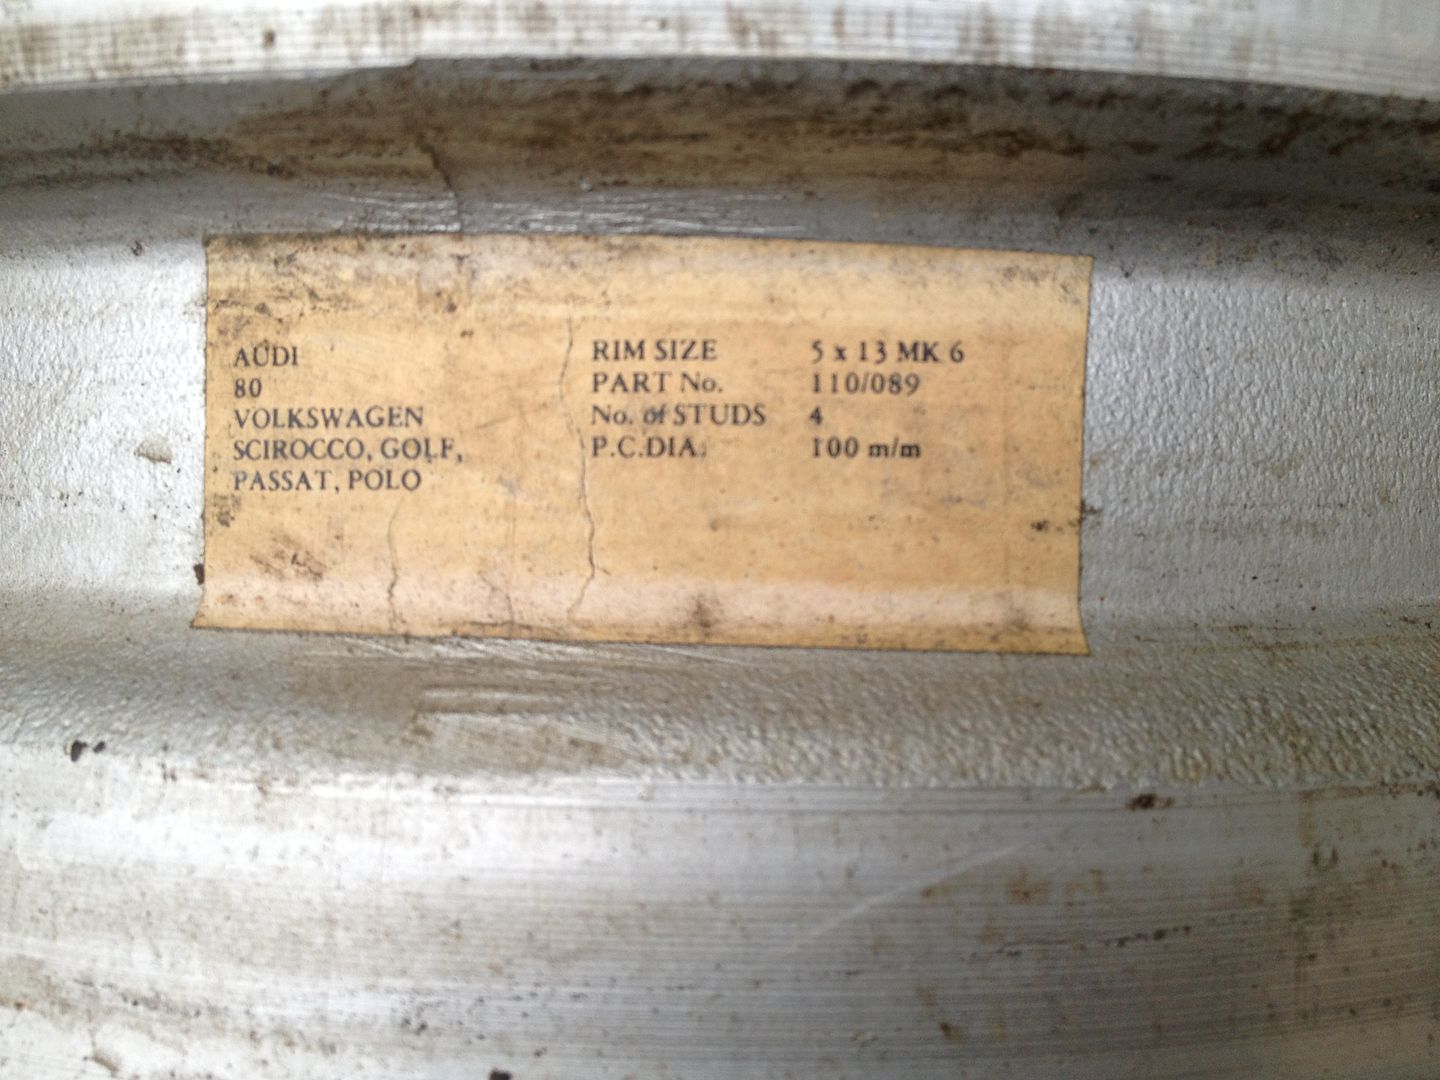 AUDI
80
VOLKSWAGEN
SCIROCCO, GOLF,
PASSAT, POLO
RIM SIZE 5 x 13 MK 6
PART No. 110/089
No. of STUDS 4
P.C.DIA. 100 m/m